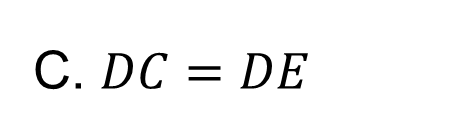 C. DC = DE